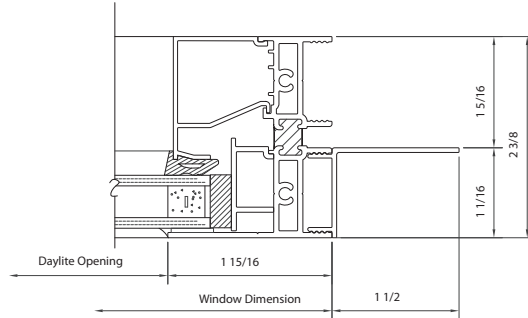 1 5/16
2 3/8
1 1/16
Daylite Opening
1 15/16
Window Dimension
1 1/2